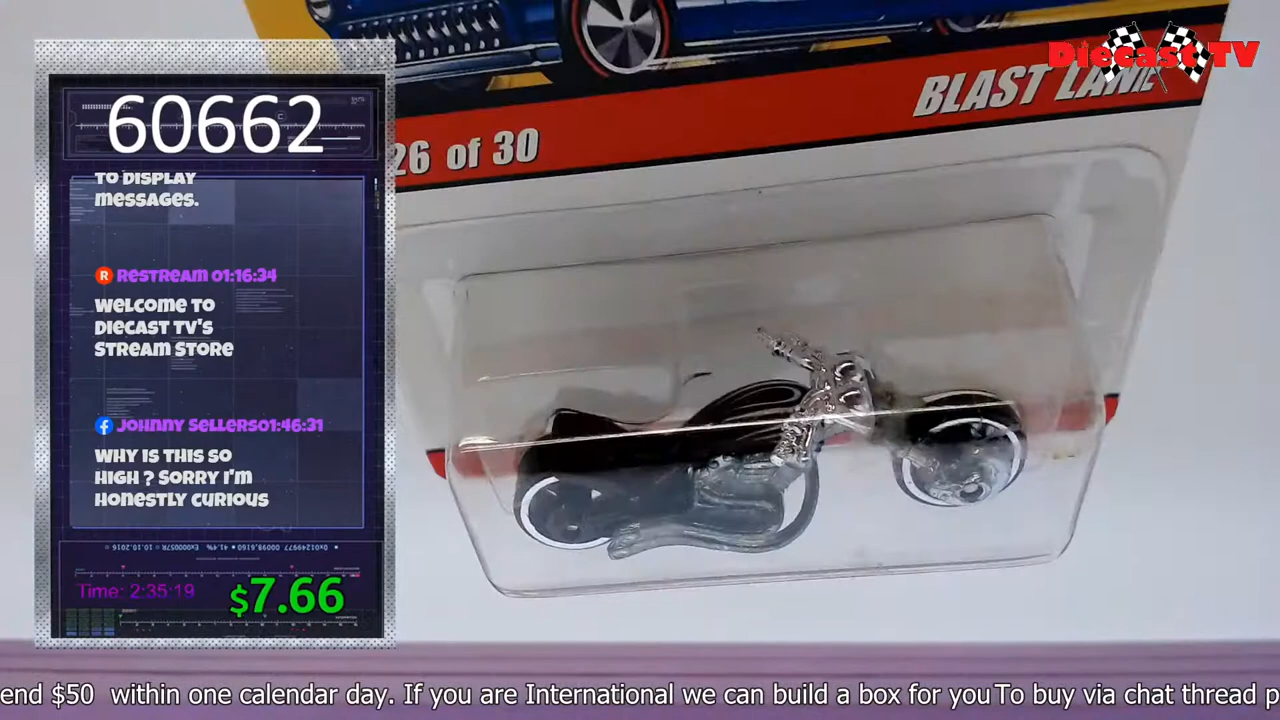 60662
TO DISPLAY
MESSAGES.
R RESTREAM 01:16:34
WELCOME TO
DIECAST TV'S
STREAM STORE
f JOHNNY SELLERS01:46:31
WHY IS THIS SO
HIGH ? SORRY I'M
HONESTLY CURIOUS
Time: 2:35:19
$7.66
Diecast TV
BLAST LANE
26 of 30
end $50 within one calendar day. If you are International we can build a box for youTo buy via chat thread p